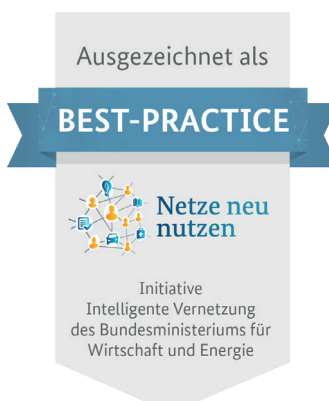 Ausgezeichnet als
BEST-PRACTICE
Netze neu
nutzen
Initiative
Intelligente Vernetzung
des Bundesministeriums für
Wirtschaft und Energie